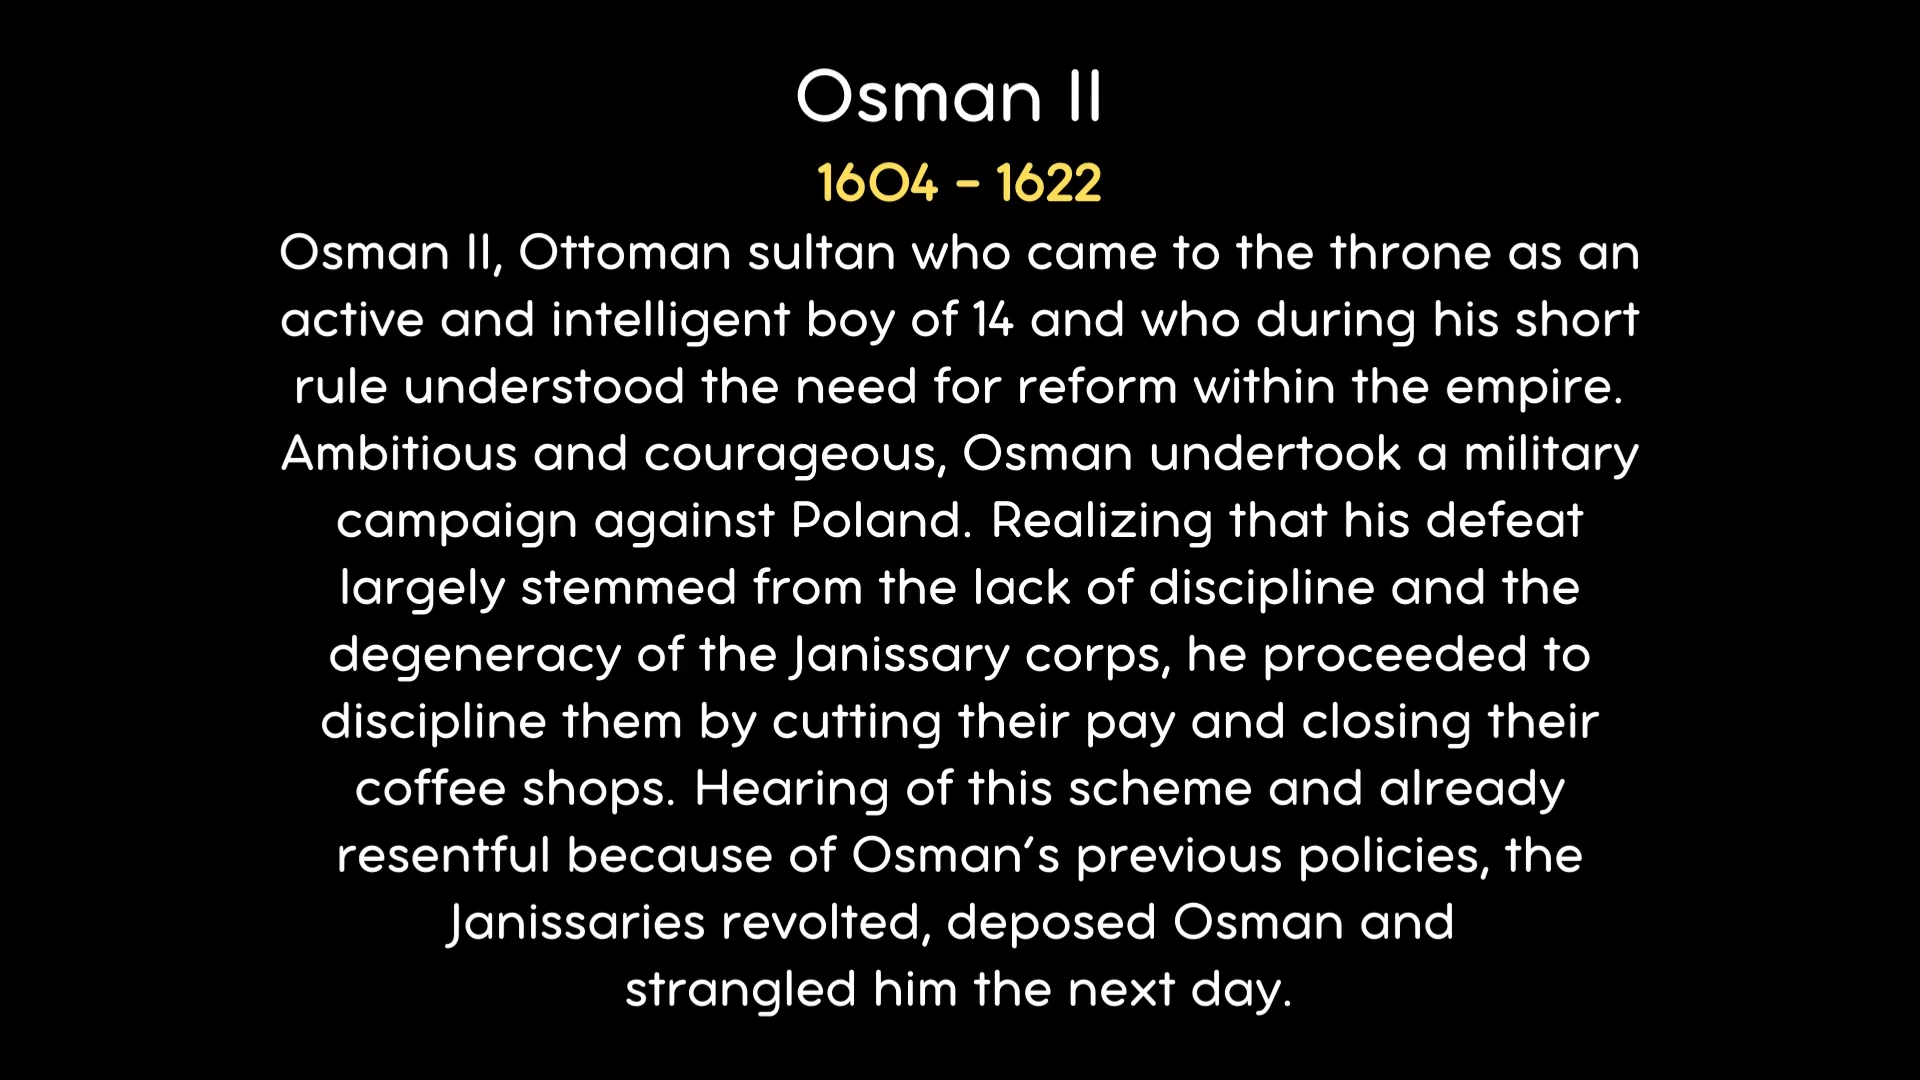 Osman II
1604 - 1622
Osman II, Ottoman sultan who came to the throne as an
active and intelligent boy of 14 and who during his short
rule understood the need for reform within the empire.
Ambitious and courageous, Osman undertook a military
campaign against Poland. Realizing that his defeat
largely stemmed from the lack of discipline and the
degeneracy of the Janissary corps, he proceeded to
discipline them by cutting their pay and closing their
coffee shops. Hearing of this scheme and already
resentful because of Osman’s previous policies, the
Janissaries revolted, deposed Osman and
strangled him the next day.